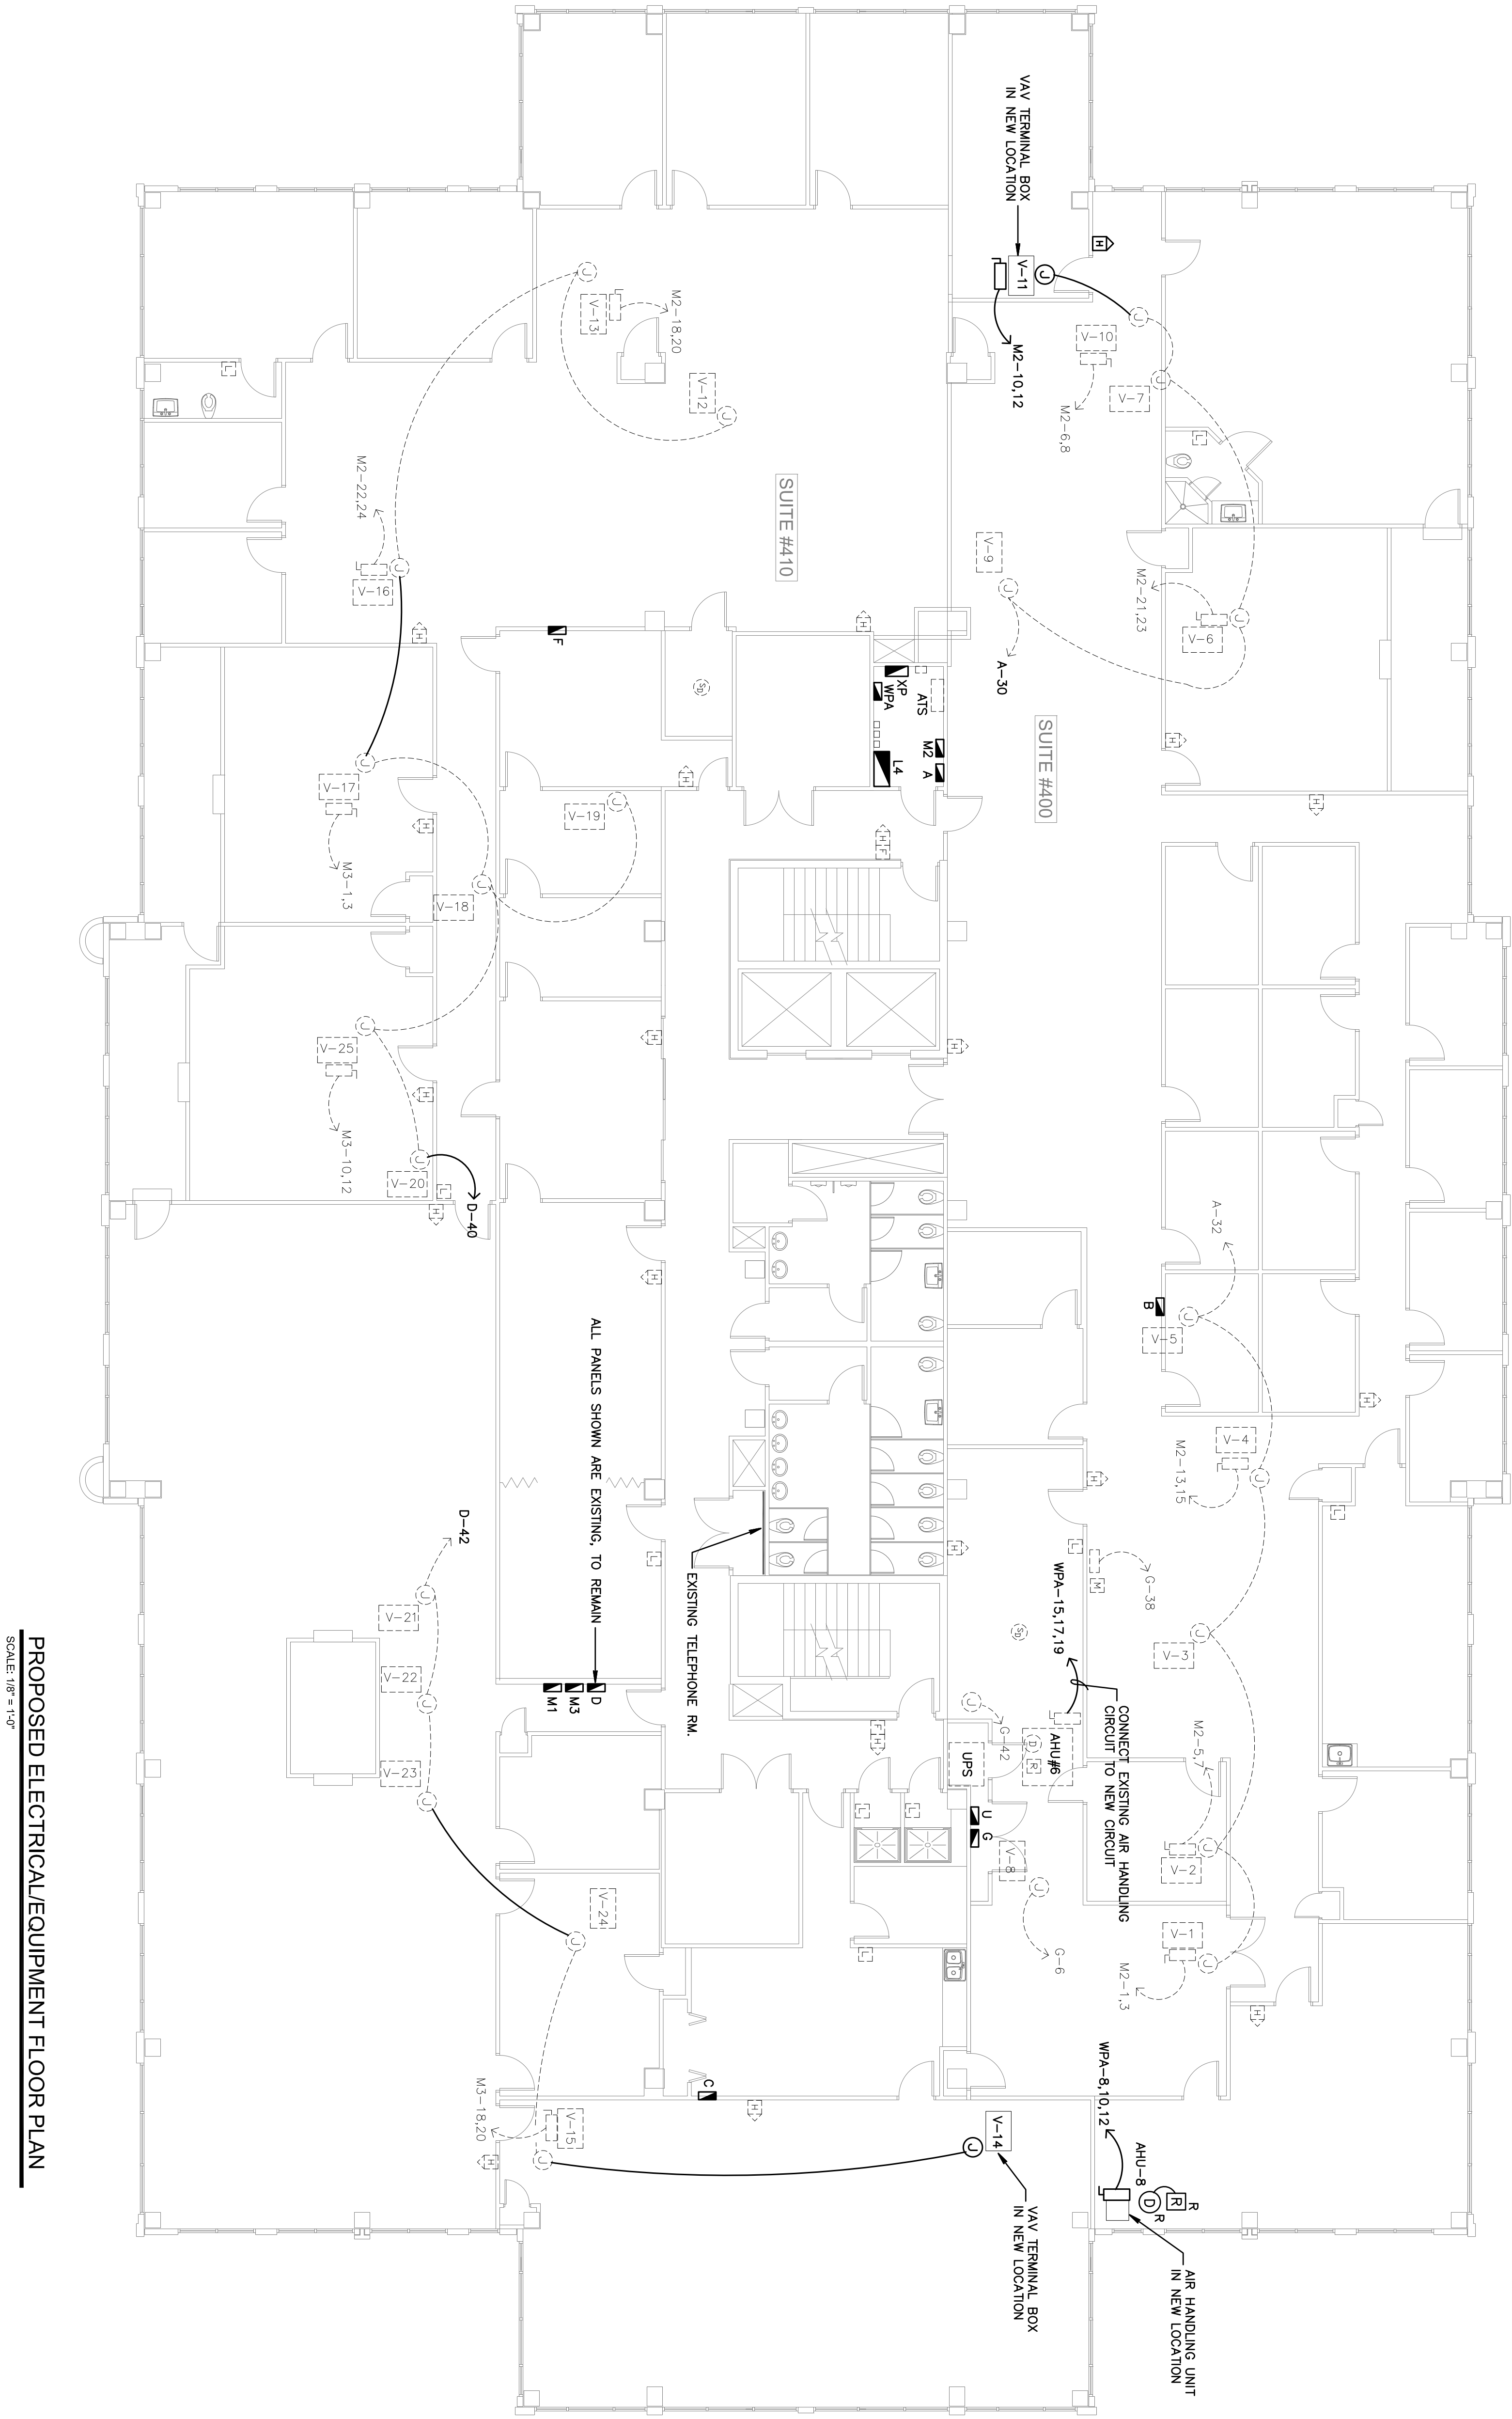 VAV TERMINAL BOX
IN NEW LOCATION
H
V-11
J
M2-10,12
J
V-10
M2-6,8
J
V-7
L
V-9
J
A-30
M2-21,23
V-6
J
SUITE #400
H
H
J
V-13
M2-18,20
V-12
J
SUITE #410
L
M2-22,24
J
V-16
H
F
SD
H
XP
WPA
ATS
M2
A
L4
H
H
F
J
V-17
M3-1,3
H
V-19
J
J
V-18
H
H
J
V-25
M3-10,12
H
J
V-20
L
H
D-40
H
A-32
B
J
V-5
H
V-4
J
M2-13,15
L
ALL PANELS SHOWN ARE EXISTING, TO REMAIN
EXISTING TELEPHONE RM.
L
H
H
L
M
G-38
SD
J
V-3
WPA-15,17,19
CONNECT EXISTING AIR HANDLING
CIRCUIT TO NEW CIRCUIT
D-42
J
V-21
V-22
J
V-23
J
M1
M3
D
F
H
J
G-42
D
R
AHU#6
UPS
U
G
L
L
L
V-8
J
G-6
M2-5,7
V-2
J
V-1
J
M2-1,3
H
V-24
J
C
H
M3-18,20
V-15
J
H
V-14
J
VAV TERMINAL BOX
IN NEW LOCATION
WPA-8,10,12
AHU-8
R
R
D
R
AIR HANDLING UNIT
IN NEW LOCATION
PROPOSED ELECTRICAL/EQUIPMENT FLOOR PLAN
SCALE: 1/8" = 1'-0"